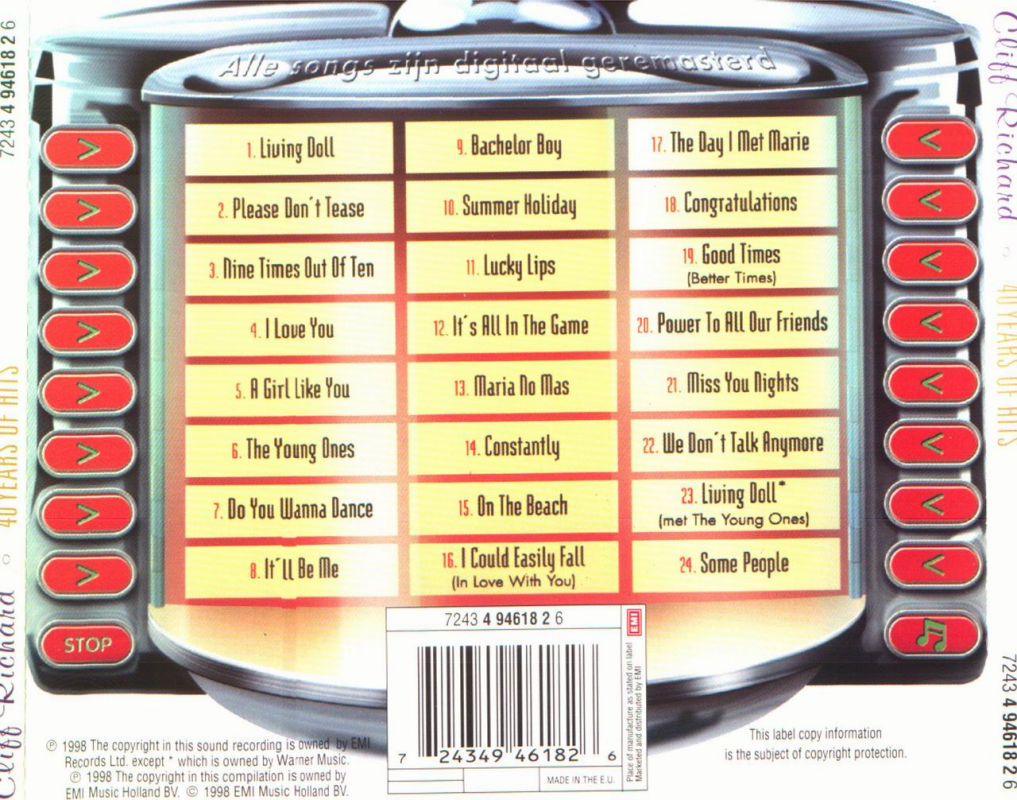 Alle songs zijn digitaal geremasterd
1. Living Doll
2. Please Don´t Tease
3. Nine Times Out Of Ten
4. I Love You
5. A Girl Like You
6. The Young Ones
7. Do You Wanna Dance
8. It´ll Be Me
9. Bachelor Boy
10. Summer Holiday
11. Lucky Lips
12. It´s All In The Game
13. Maria No Mas
14. Constantly
15. On The Beach
16. I Could Easily Fall
(In Love With You)
17. The Day I Met Marie
18. Congratulations
19. Good Times
(Better Times)
20. Power To All Our Friends
21. Miss You Nights
22. We Don´t Talk Anymore
23. Living Doll*
(met The Young Ones)
24. Some People
STOP
7243 4 94618 2 6
EMI
Place of manufacture as stated on label
Marketed and distributed by EMI
7 24349 46182 6
MADE IN THE E.U.
℗ 1998 The copyright in this sound recording is owned by EMI
Records Ltd. except * which is owned by Warner Music.
℗ 1998 The copyright in this compilation is owned by
EMI Music Holland BV. © 1998 EMI Music Holland BV.
This label copy information
is the subject of copyright protection.
Cliff Richard ○ 40 YEARS OF HITS 7243 4 94618 2 6
Cliff Richard ○ 40 YEARS OF HITS 7243 4 94618 2 6